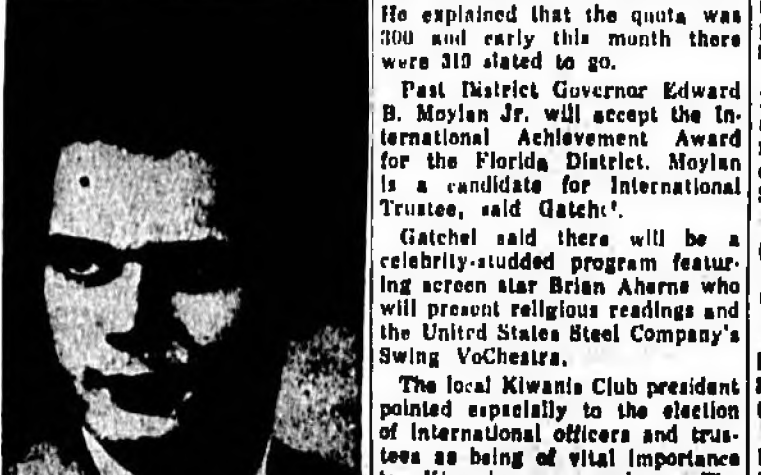 He explained that the quota was
300 and early this month there
were 310 slated to go.
Past District Governor Edward
B. Moylan Jr. will accept the In-
ternational Achievement Award
for the Florida District. Moylan
is a candidate for International
Trustee, said Gatchel.
Gatchel said there will be a
celebrity-studded program featur-
ing screen star Brian Aherne who
will present religious readings and
the United States Steel Company's
Swing VoChestra.
The local Kiwanis Club president
pointed especially to the election
of international officers and trus-
tees as being of vital importance